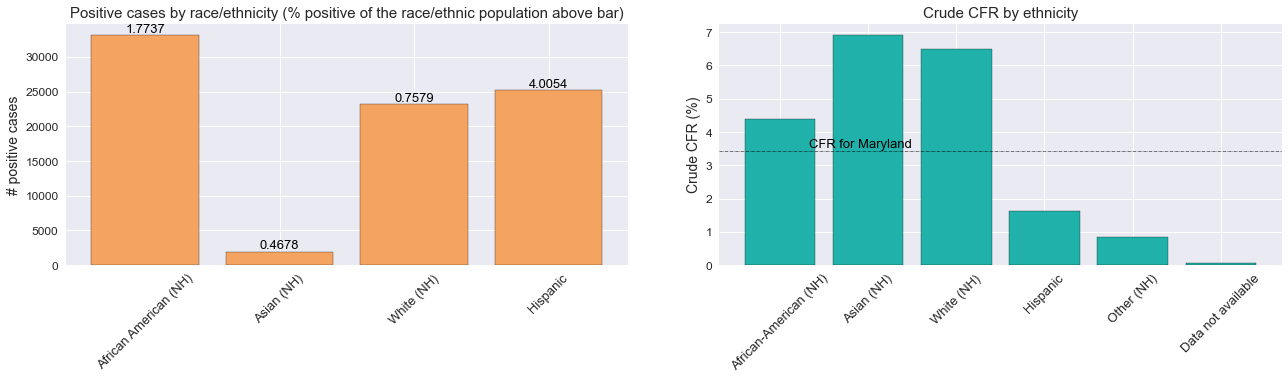 Positive cases by race/ethnicity (% positive of the race/ethnic population above bar)
# positive cases
30000
25000
20000
15000
10000
5000
0
1.7737
0.4678
0.7579
4.0054
African American (NH)
Asian (NH)
White (NH)
Hispanic
Crude CFR by ethnicity
Crude CFR (%)
7
6
5
4
3
2
1
0
CFR for Maryland
African-American (NH)
Asian (NH)
White (NH)
Hispanic
Other (NH)
Data not available